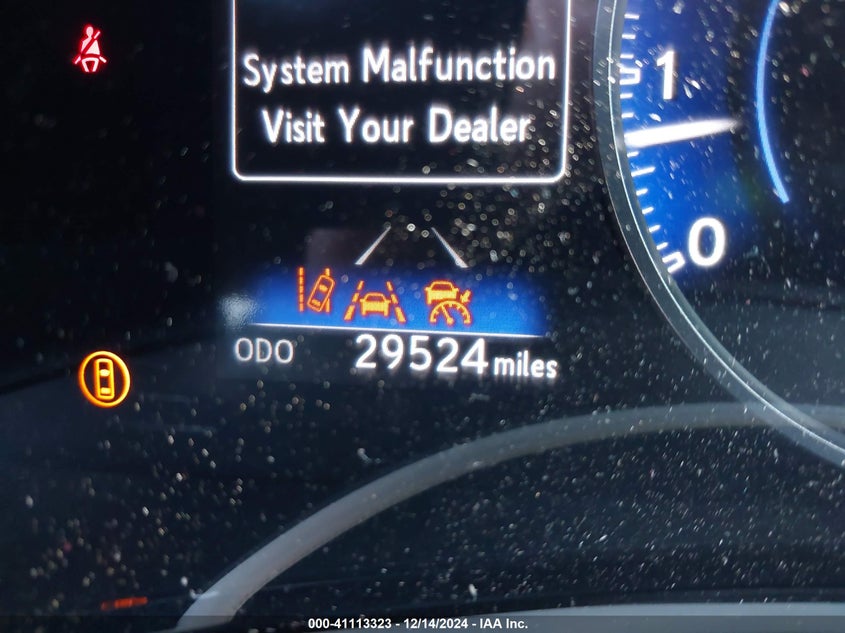 System Malfunction
Visit Your Dealer
1
0
ODO 29524 miles
000-41113323 - 12/14/2024 - IAA Inc.